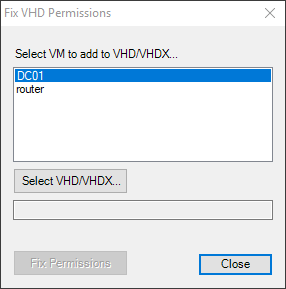 Fix VHD Permissions
Select VM to add to VHD/VHDX...
DC01
router
Select VHD/VHDX...
Fix Permissions
Close